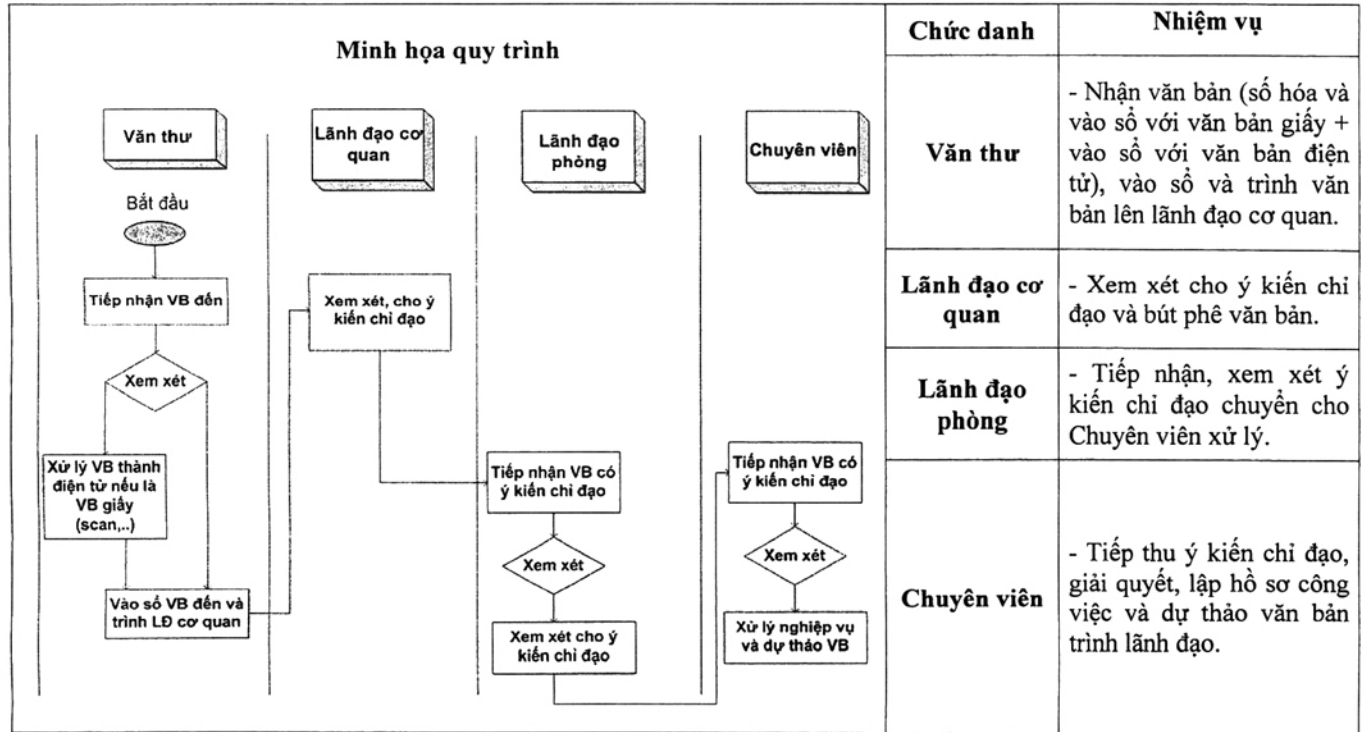 Minh họa quy trình
Văn thư
Lãnh đạo cơ
quan
Lãnh đạo
phòng
Chuyên viên
Bắt đầu
Tiếp nhận VB đến
Xem xét
Xử lý VB thành
điện tử nếu là
VB giấy
(scan,..)
Vào sổ VB đến và
trình LĐ cơ quan
Xem xét, cho ý
kiến chỉ đạo
Tiếp nhận VB có
ý kiến chỉ đạo
Xem xét
Xem xét cho ý
kiến chỉ đạo
Tiếp nhận VB có
ý kiến chỉ đạo
Xem xét
Xử lý nghiệp vụ
và dự thảo VB
Chức danh
Nhiệm vụ
Văn thư
- Nhận văn bản (số hóa và
vào sổ với văn bản giấy +
vào sổ với văn bản điện
tử), vào sổ và trình văn
bản lên lãnh đạo cơ quan.
Lãnh đạo cơ
quan
- Xem xét cho ý kiến chỉ
đạo và bút phê văn bản.
Lãnh đạo
phòng
- Tiếp nhận, xem xét ý
kiến chỉ đạo chuyển cho
Chuyên viên xử lý.
Chuyên viên
- Tiếp thu ý kiến chỉ đạo,
giải quyết, lập hồ sơ công
việc và dự thảo văn bản
trình lãnh đạo.